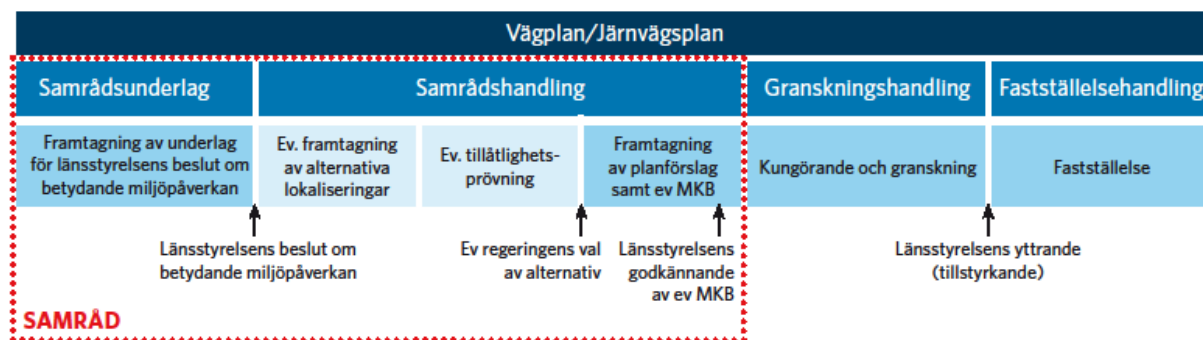 Vägplan/Järnvägsplan
Samrådsunderlag
Samrådshandling
Granskningshandling
Fastställelsehandling
Framtagning av underlag
för länsstyrelsens beslut om
betydande miljöpåverkan
Ev. framtagning
av alternativa
lokaliseringar
Ev. tillåtlighets-
prövning
Framtagning
av planförslag
samt ev MKB
Kungörande och granskning
Fastställelse
Länsstyrelsens beslut om
betydande miljöpåverkan
Ev regeringens val
av alternativ
Länsstyrelsens
godkännande
av ev MKB
Länsstyrelsens yttrande
(tillstyrkande)
SAMRÅD